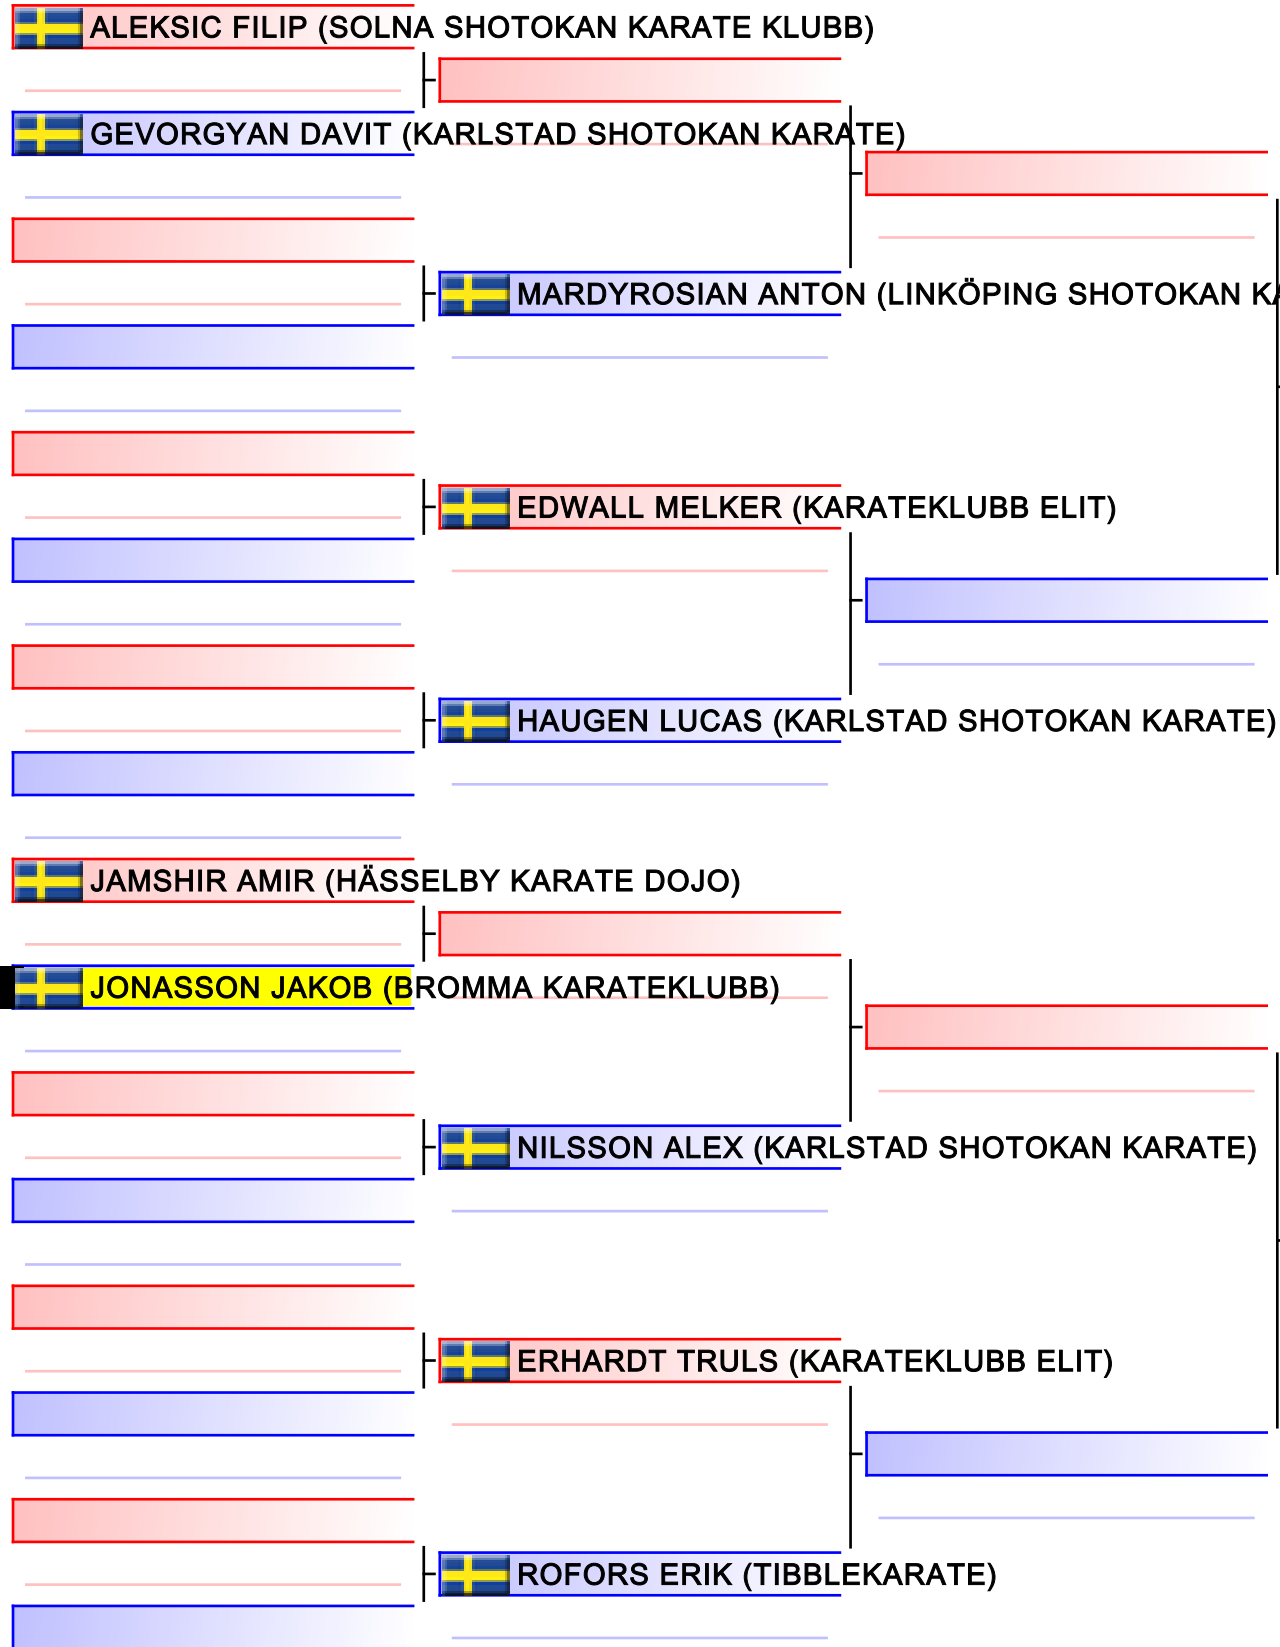 ALEKSIC FILIP (SOLNA SHOTOKAN KARATE KLUBB)
GEVORGYAN DAVIT (KARLSTAD SHOTOKAN KARATE)
MARDYROSIAN ANTON (LINKÖPING SHOTOKAN
EDWALL MELKER (KARATEKLUBB ELIT)
HAUGEN LUCAS (KARLSTAD SHOTOKAN KARATE)
JAMSHIR AMIR (HÄSSELBY KARATE DOJO)
JONASSON JAKOB (BROMMA KARATEKLUBB)
NILSSON ALEX (KARLSTAD SHOTOKAN KARATE)
ERHARDT TRULS (KARATEKLUBB ELIT)
ROFORS ERIK (TIBBLEKARATE)